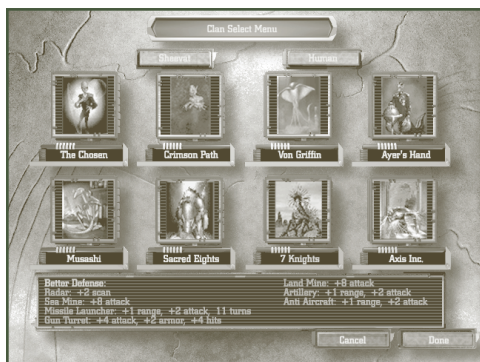 Clan Select Menu
Shasvat Human
The Chosen Crimson Path Von Griffin Ayer's Hand
Musashi Sacred Eights 7 Knights Axis Inc.
Better Defense: Land Mine: +8 attack
Radar: +2 scan Artillery: +1 range, +2 attack
Sea Mine: +8 attack Anti Aircraft: +1 range, +2 attack
Missile Launcher: +1 range, +2 attack, 11 turns
Gun Turret: +4 attack, +2 armor, +4 hits
Cancel Done